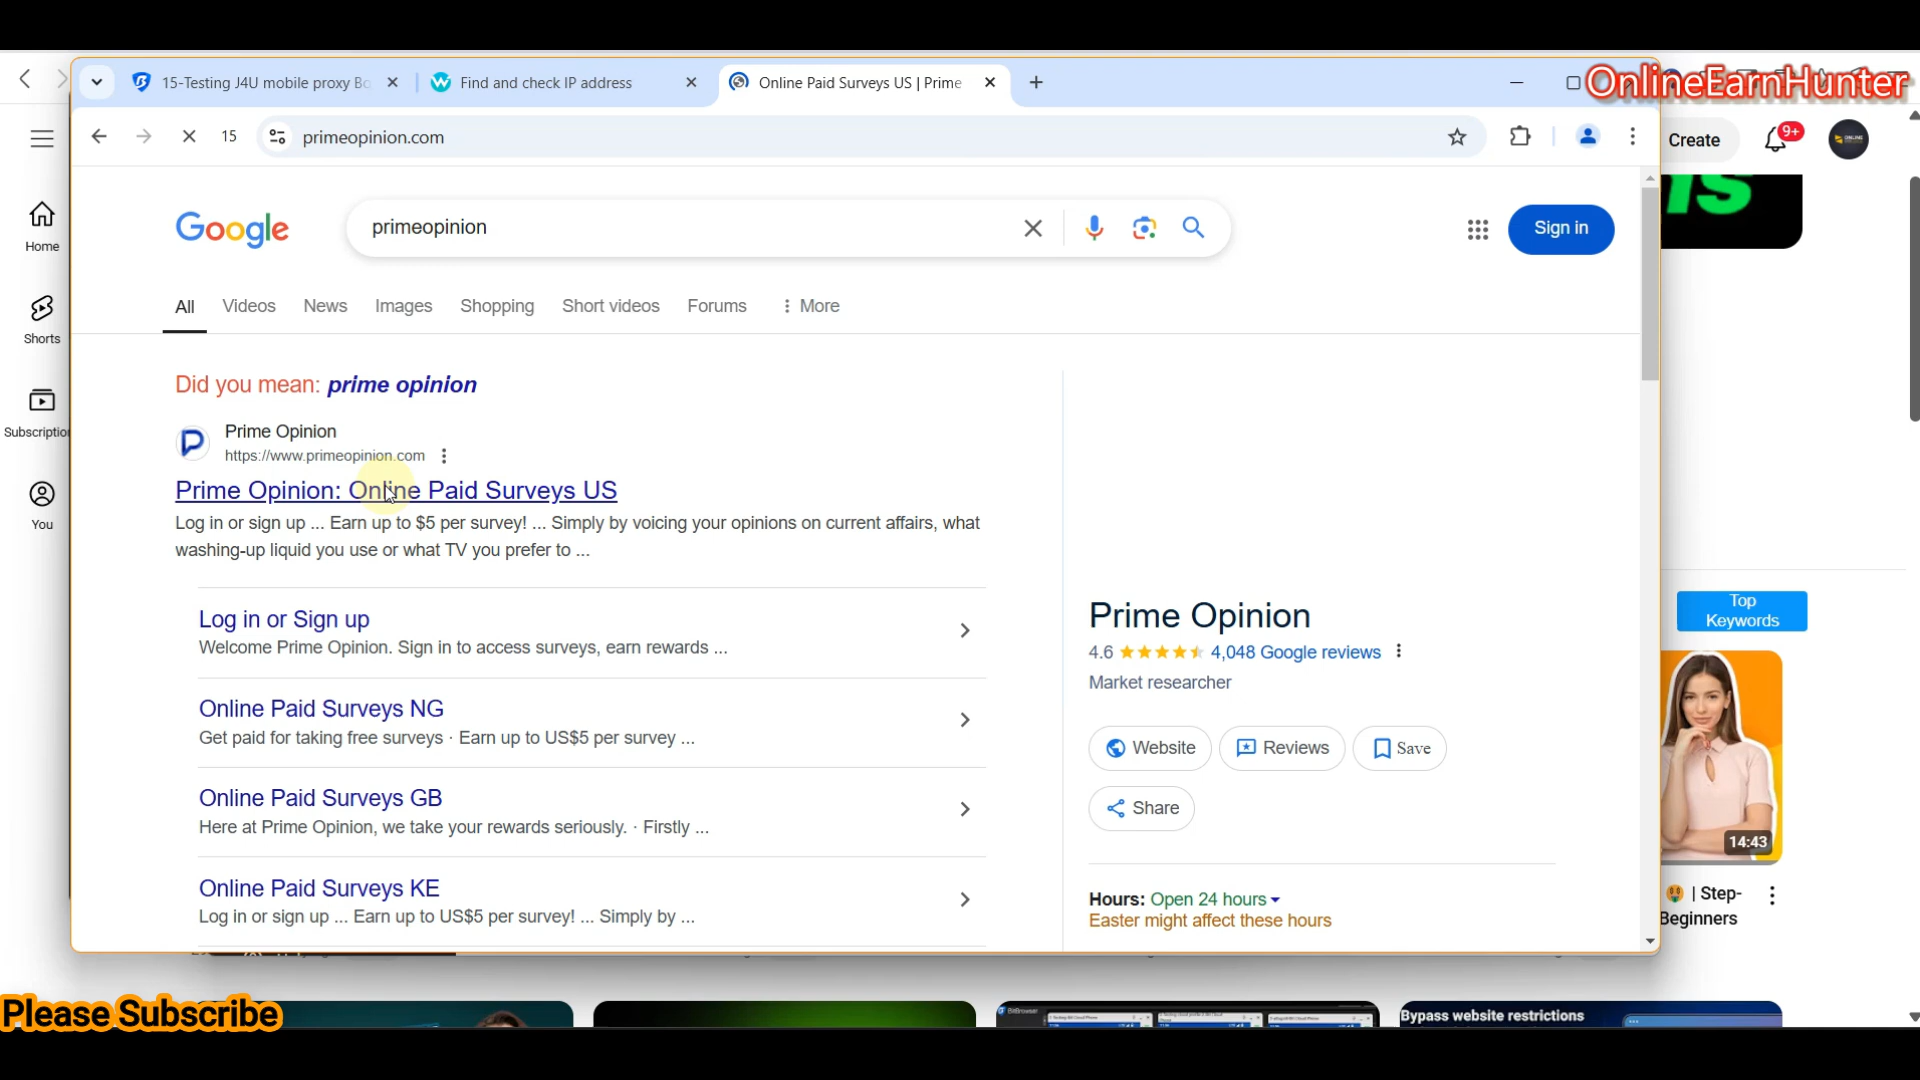 OnlineEarnHunter
15-Testing J4U mobile proxy Bo
Find and check IP address
Online Paid Surveys US | Prime
15
primeopinion.com
Create
9+
Google
primeopinion
Sign in
ns
Home
All
Videos
News
Images
Shopping
Short videos
Forums
More
Shorts
Did you mean: prime opinion
Subscription
Prime Opinion
https://www.primeopinion.com
Prime Opinion: Online Paid Surveys US
Log in or sign up ... Earn up to $5 per survey! ... Simply by voicing your opinions on current affairs, what
washing-up liquid you use or what TV you prefer to ...
You
Log in or Sign up
Welcome Prime Opinion. Sign in to access surveys, earn rewards ...
Online Paid Surveys NG
Get paid for taking free surveys · Earn up to US$5 per survey ...
Online Paid Surveys GB
Here at Prime Opinion, we take your rewards seriously. · Firstly ...
Online Paid Surveys KE
Log in or sign up ... Earn up to US$5 per survey! ... Simply by ...
Prime Opinion
4.6
4,048 Google reviews
Market researcher
Website
Reviews
Save
Share
Hours: Open 24 hours
Easter might affect these hours
Top
Keywords
14:43
| Step-
Beginners
Please Subscribe
BitBrowser
Bypass website restrictions